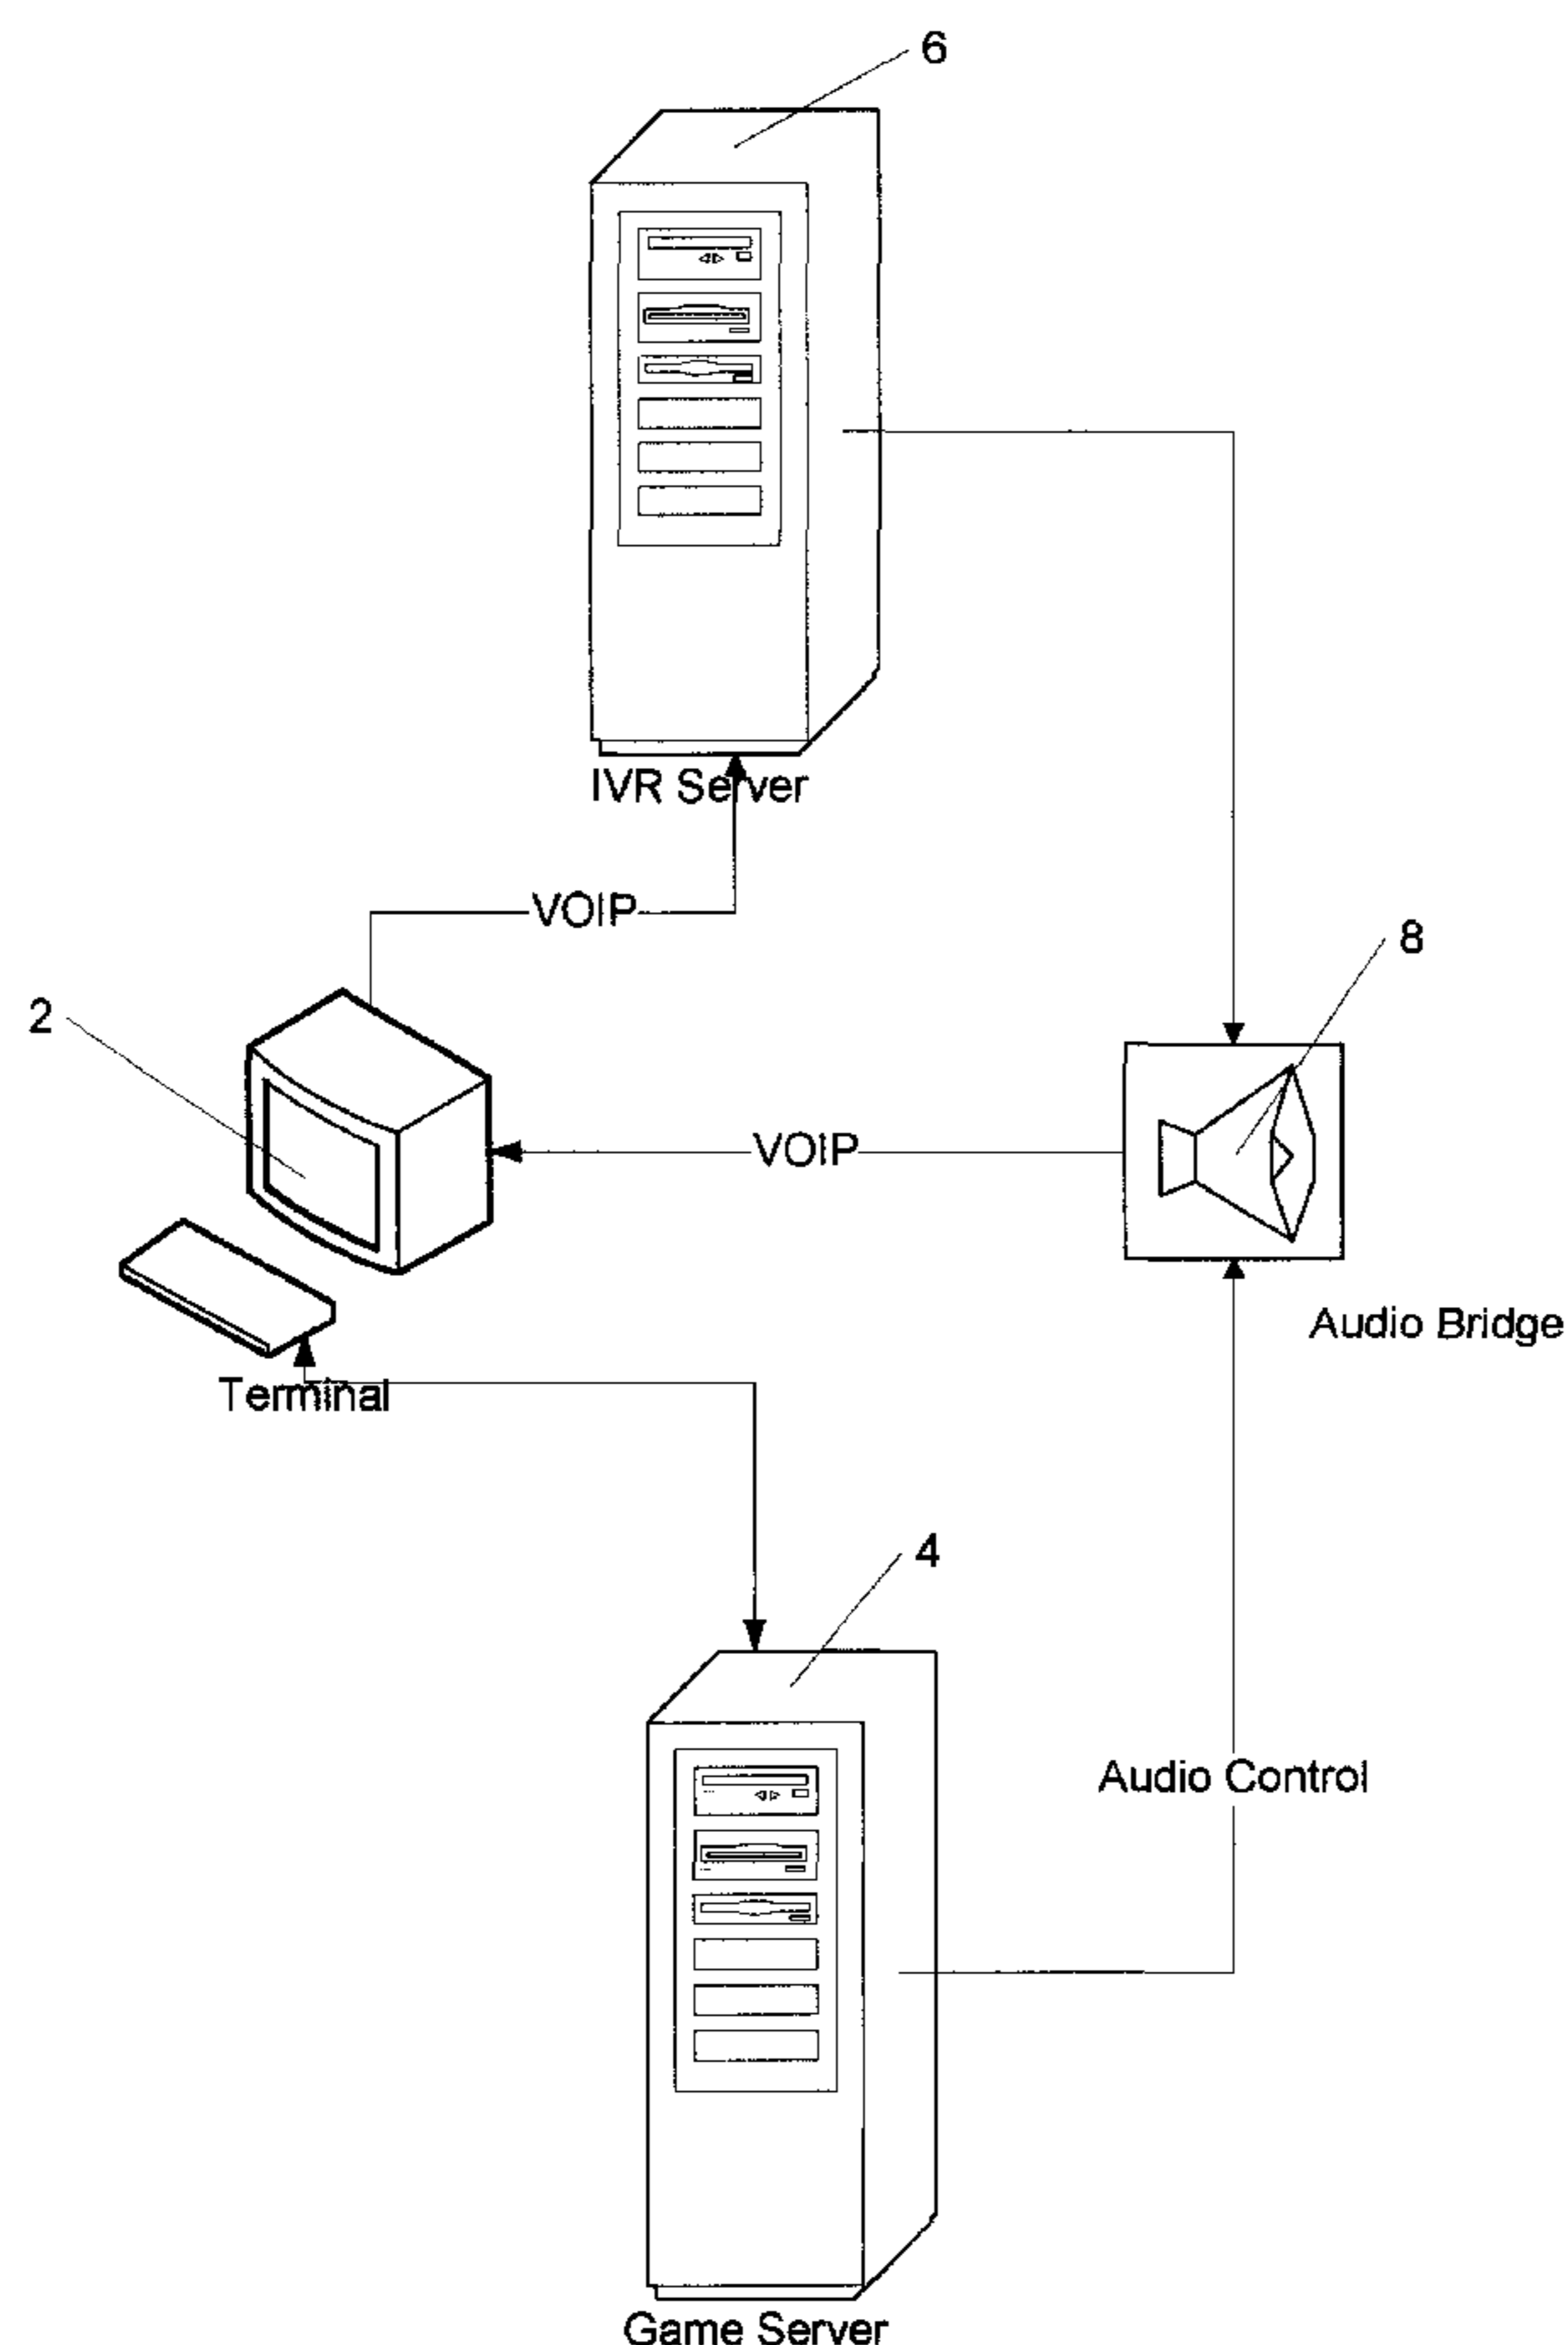 6
IVR Server
VOIP
8
2
VOIP
Audio Bridge
Terminal
4
Audio Control
Game Server